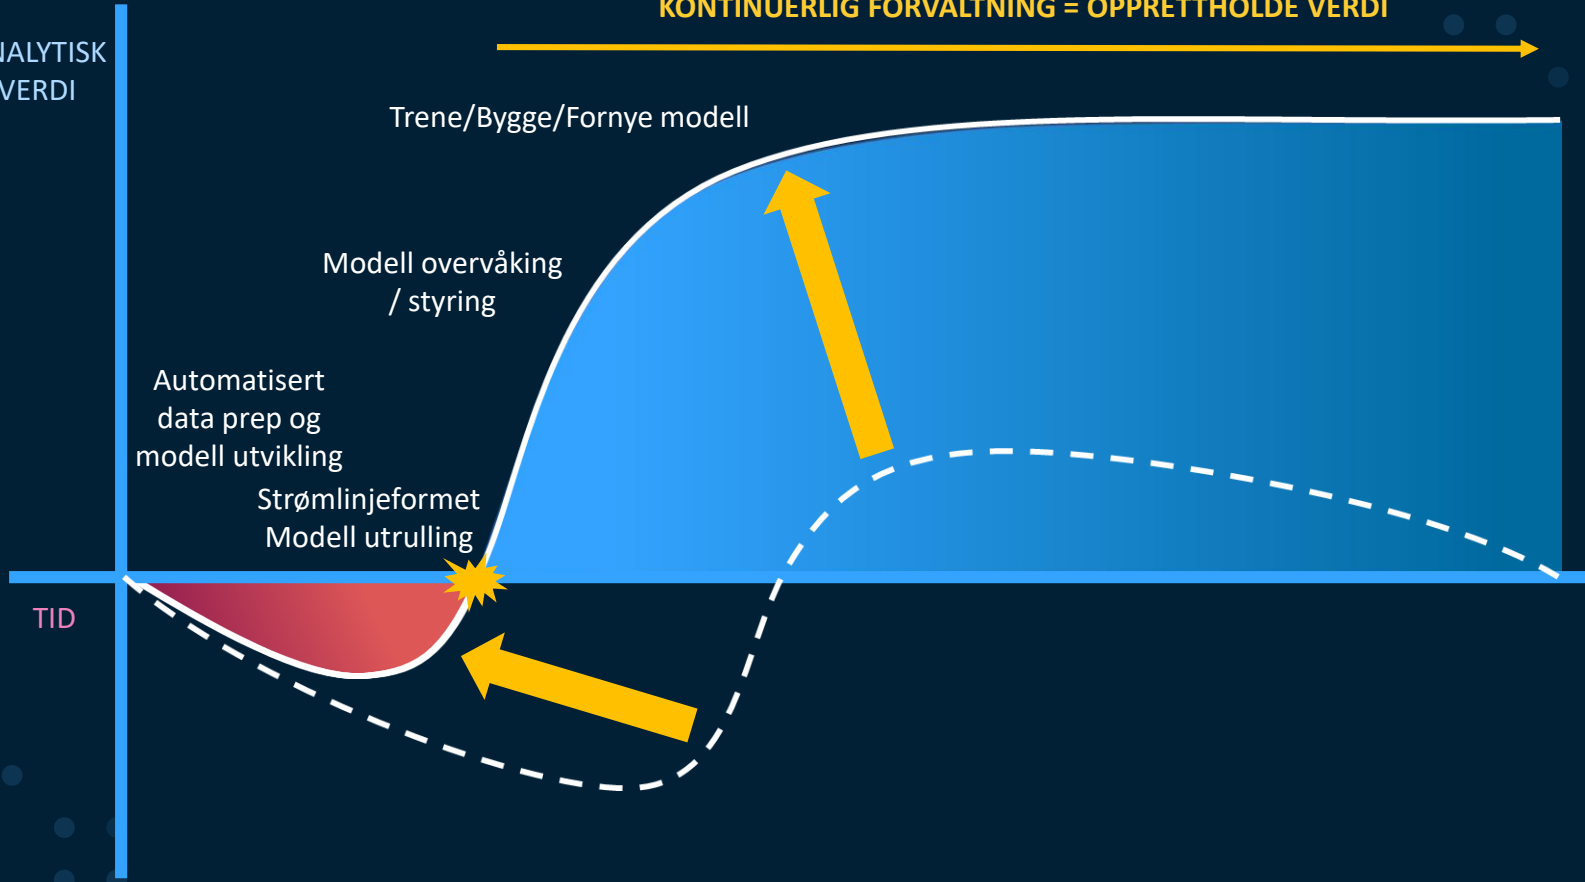 KONTINUERLIG FORVALTNING = OPPRETTHOLDE VERDI
NALYTISK
VERDI
Trene/Bygge/Fornye modell
Modell overvåking
/ styring
Automatisert
data prep og
modell utvikling
Strømlinjeformet
Modell utrulling
TID